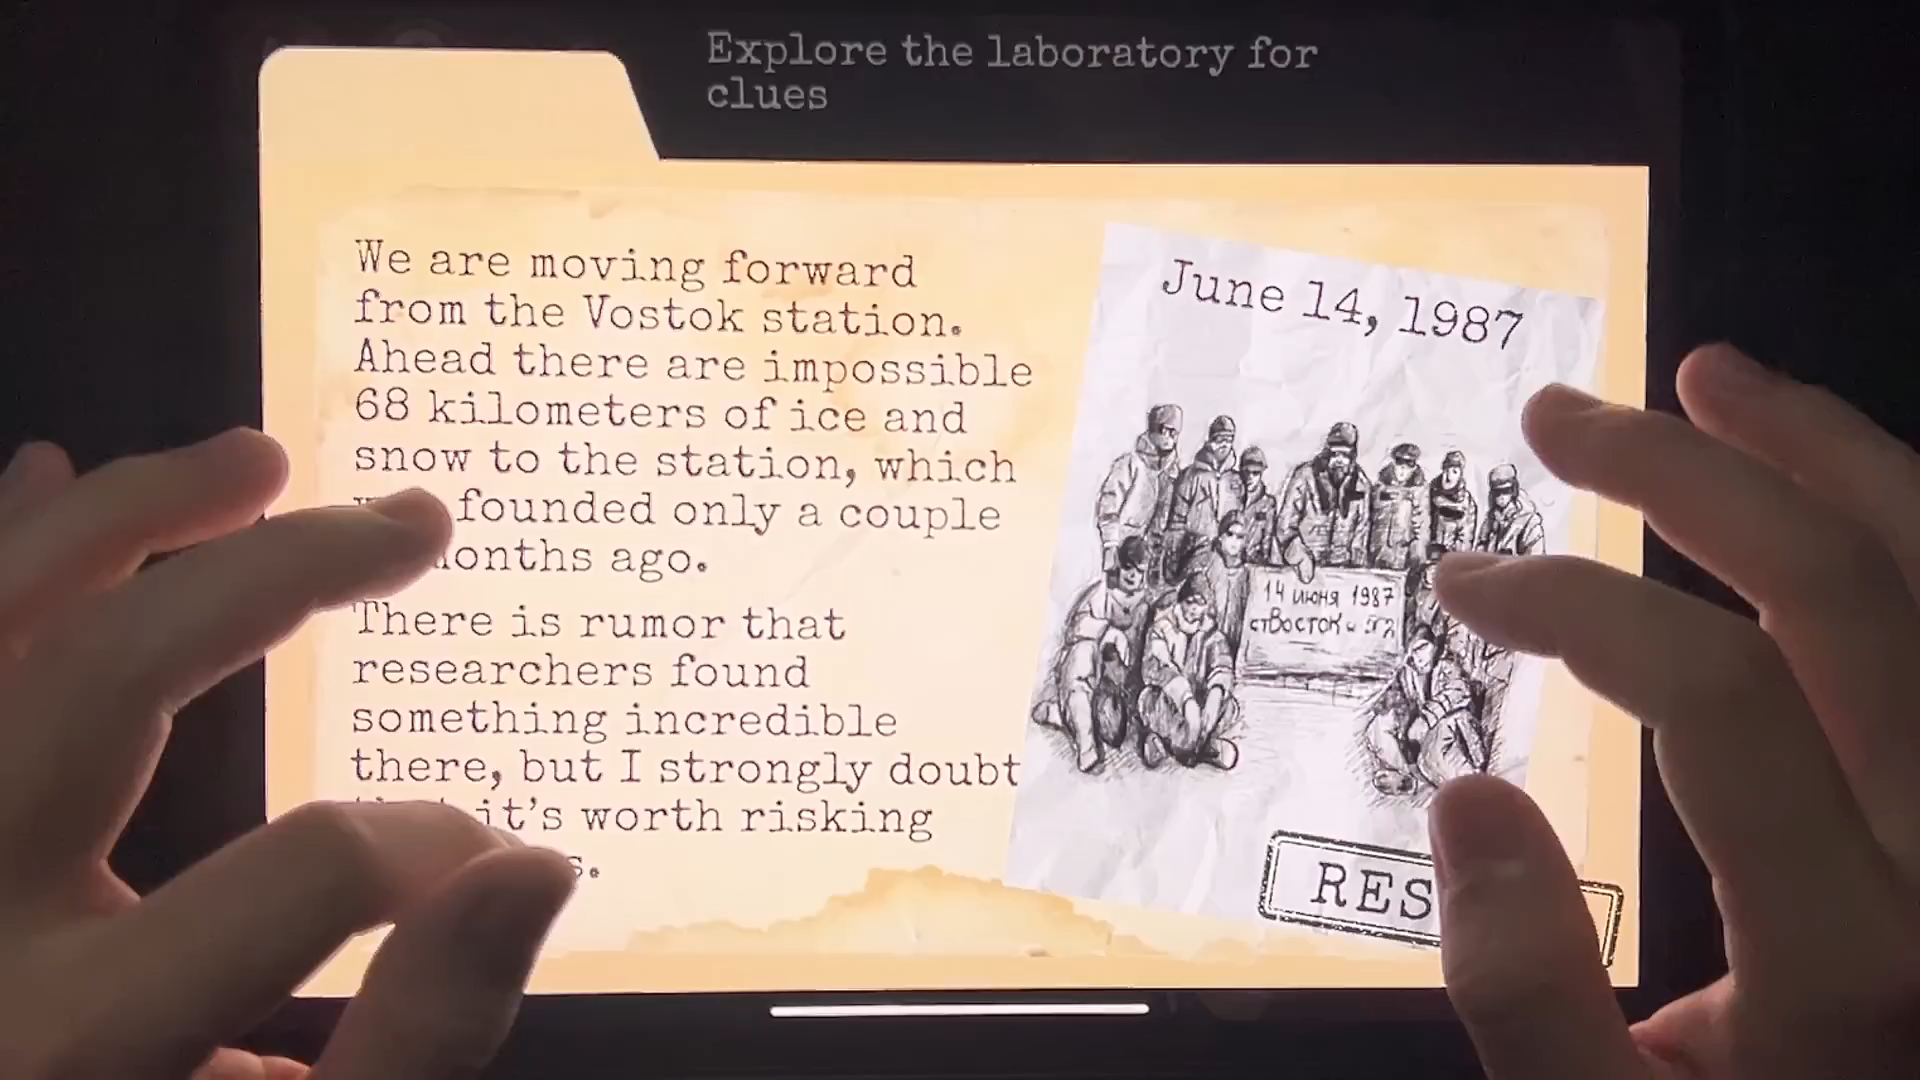 Explore the laboratory for
clues
We are moving forward
from the Vostok station.
Ahead there are impossible
68 kilometers of ice and
snow to the station, which
founded only a couple
ago.
There is rumor that
researchers found
something incredible
there, but I strongly doubt
it's worth risking
June 14, 1987
14 июня 1987
стВосток